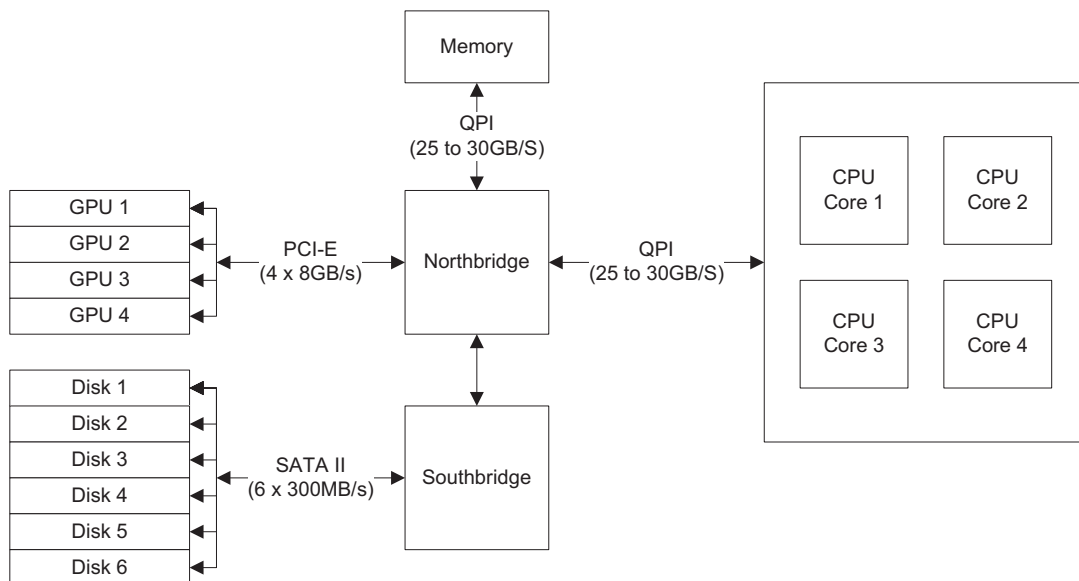 Memory
QPI
(25 to 30GB/S)
CPU
Core 1
CPU
Core 2
GPU 1
GPU 2
GPU 3
GPU 4
PCI-E
(4 x 8GB/s)
Northbridge
QPI
(25 to 30GB/S)
CPU
Core 3
CPU
Core 4
Disk 1
Disk 2
Disk 3
Disk 4
Disk 5
Disk 6
SATA II
(6 x 300MB/s)
Southbridge